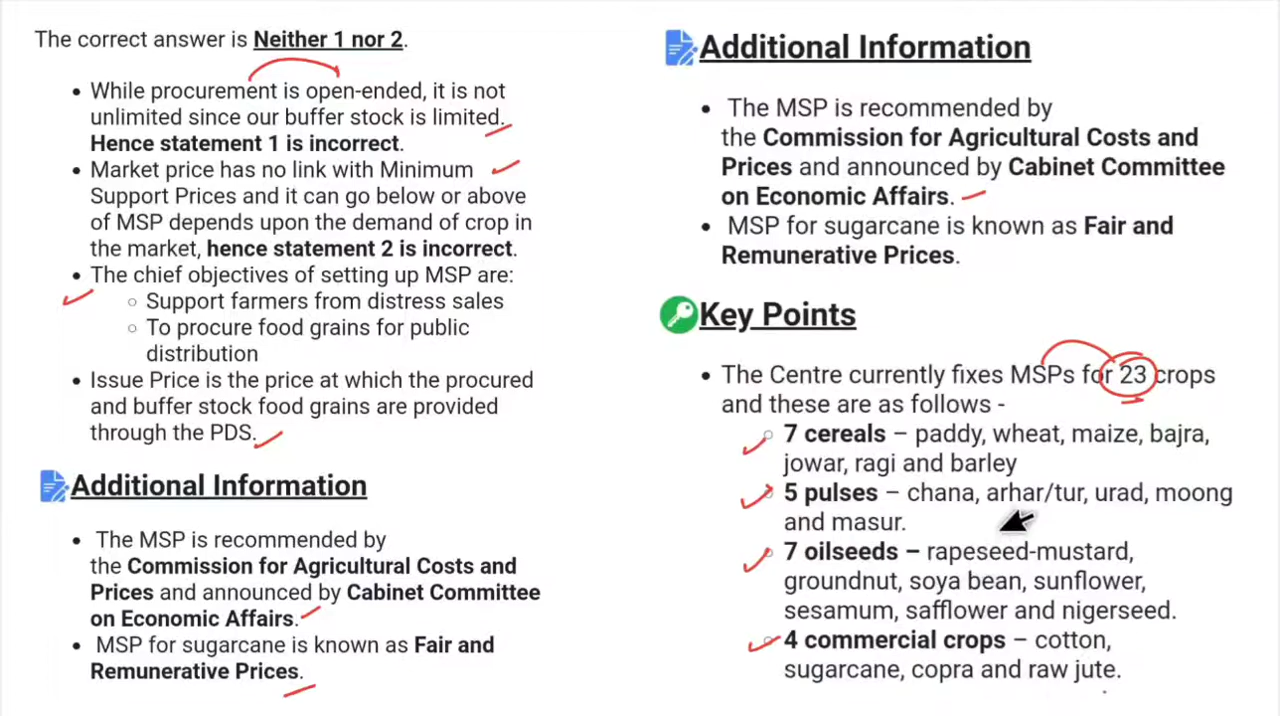 The correct answer is Neither 1 nor 2.
• While procurement is open-ended, it is not
unlimited since our buffer stock is limited.
Hence statement 1 is incorrect.
• Market price has no link with Minimum
Support Prices and it can go below or above
of MSP depends upon the demand of crop in
the market, hence statement 2 is incorrect.
• The chief objectives of setting up MSP are:
○ Support farmers from distress sales
○ To procure food grains for public
distribution
• Issue Price is the price at which the procured
and buffer stock food grains are provided
through the PDS.
Additional Information
• The MSP is recommended by
the Commission for Agricultural Costs and
Prices and announced by Cabinet Committee
on Economic Affairs.
• MSP for sugarcane is known as Fair and
Remunerative Prices.
Additional Information
• The MSP is recommended by
the Commission for Agricultural Costs and
Prices and announced by Cabinet Committee
on Economic Affairs.
• MSP for sugarcane is known as Fair and
Remunerative Prices.
Key Points
• The Centre currently fixes MSPs for 23 crops
and these are as follows -
○ 7 cereals – paddy, wheat, maize, bajra,
jowar, ragi and barley
○ 5 pulses – chana, arhar/tur, urad, moong
and masur.
○ 7 oilseeds – rapeseed-mustard,
groundnut, soya bean, sunflower,
sesamum, safflower and nigerseed.
○ 4 commercial crops – cotton,
sugarcane, copra and raw jute.